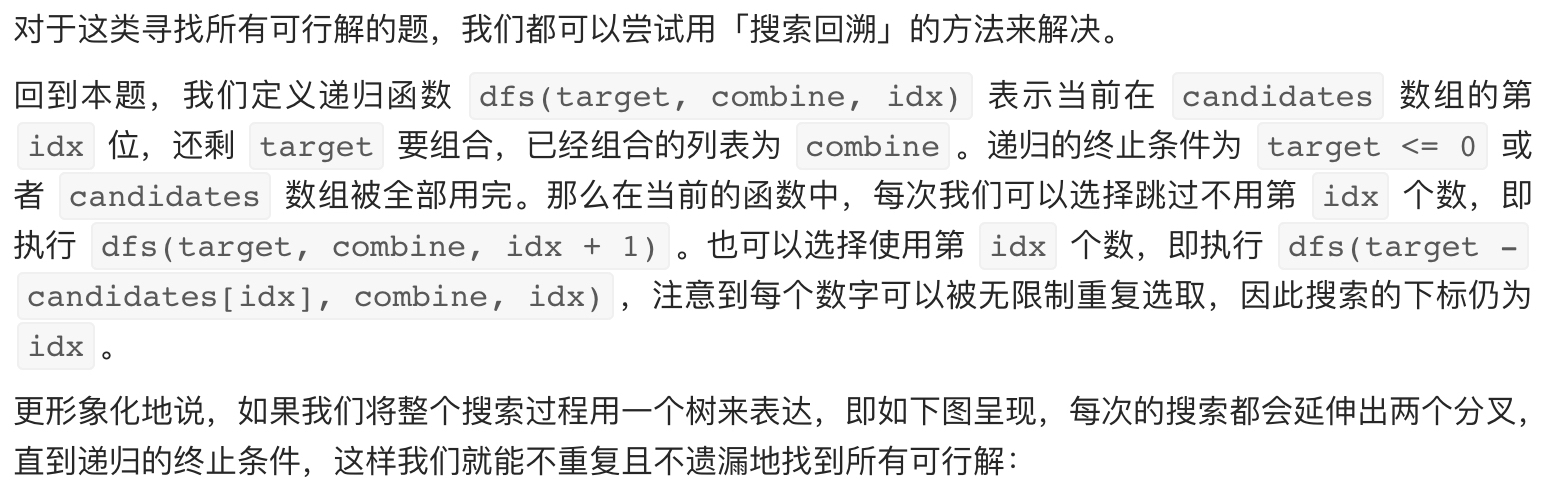 对于这类寻找所有可行解的题，我们都可以尝试用「搜索回溯」的方法来解决。
回到本题，我们定义递归函数 dfs(target, combine, idx) 表示当前在 candidates 数组的第
idx 位，还剩 target 要组合，已经组合的列表为 combine 。递归的终止条件为 target <= 0 或
者 candidates 数组被全部用完。那么在当前的函数中，每次我们可以选择跳过不用第 idx 个数，即
执行 dfs(target, combine, idx + 1) 。也可以选择使用第 idx 个数，即执行 dfs(target -
candidates[idx], combine, idx) ，注意到每个数字可以被无限制重复选取，因此搜索的下标仍为
idx 。
更形象化地说，如果我们将整个搜索过程用一个树来表达，即如下图呈现，每次的搜索都会延伸出两个分叉，
直到递归的终止条件，这样我们就能不重复且不遗漏地找到所有可行解：